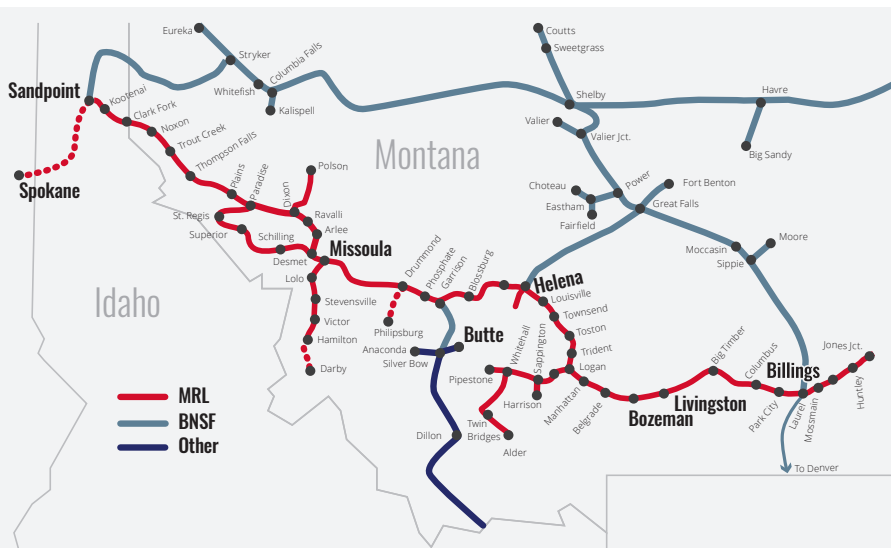 Eureka
Stryker
Columbia Falls
Whitefish
Kalispell
Coutts
Sweetgrass
Shelby
Havre
Valier
Valier Jct.
Big Sandy
Sandpoint
Kootenai
Clark Fork
Noxon
Trout Creek
Thompson Falls
Spokane
Montana
Plains
Paradise
Dixon
Polson
St. Regis
Superior
Schilling
Ravalli
Arlee
Desmet
Missoula
Lolo
Stevensville
Victor
Hamilton
Darby
Idaho
Choteau
Eastham
Fairfield
Power
Fort Benton
Great Falls
Moccasin
Sippie
Moore
Drummond
Phosphate
Garrison
Blossburg
Helena
Louisville
Townsend
Toston
Trident
Logan
Philipsburg
Anaconda
Silver Bow
Butte
Pipestone
Whitehall
Sappington
Harrison
Manhattan
Belgrade
Bozeman
Livingston
Big Timber
Columbus
Billings
Jones Jct.
Park City
Laurel
Mossmain
Huntley
Dillon
Twin
Bridges
Alder
To Denver
MRL
BNSF
Other